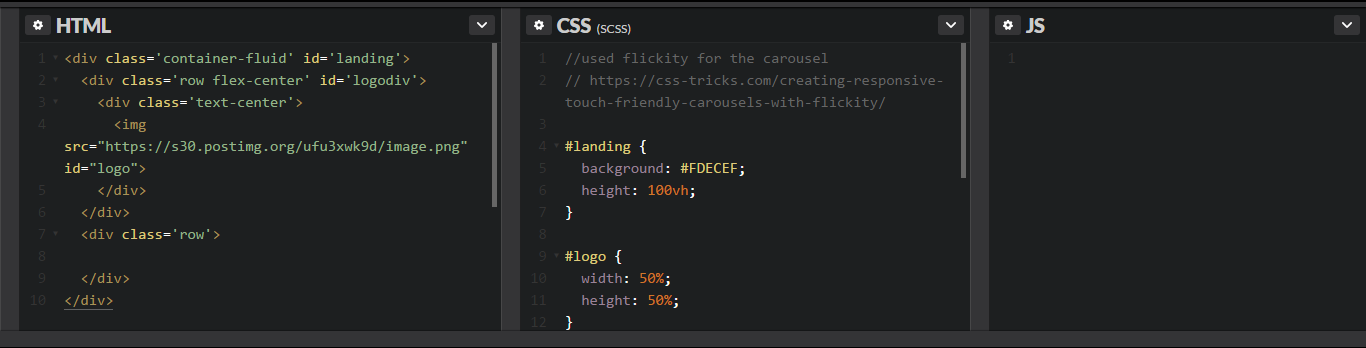 HTML
1 <div class='container-fluid' id='landing'>
2 <div class='row flex-center' id='logodiv'>
3 <div class='text-center'>
4 <img
src="https://s30.postimg.org/ufu3xwk9d/image.png"
id="logo">
5 </div>
6 </div>
7 <div class='row'>
8
9 </div>
10 </div>
CSS (SCSS)
1 //used flickity for the carousel
2 // https://css-tricks.com/creating-responsive-
touch-friendly-carousels-with-flickity/
3
4 #landing {
5 background: #FDECEF;
6 height: 100vh;
7 }
8
9 #logo {
10 width: 50%;
11 height: 50%;
12 }
JS
1